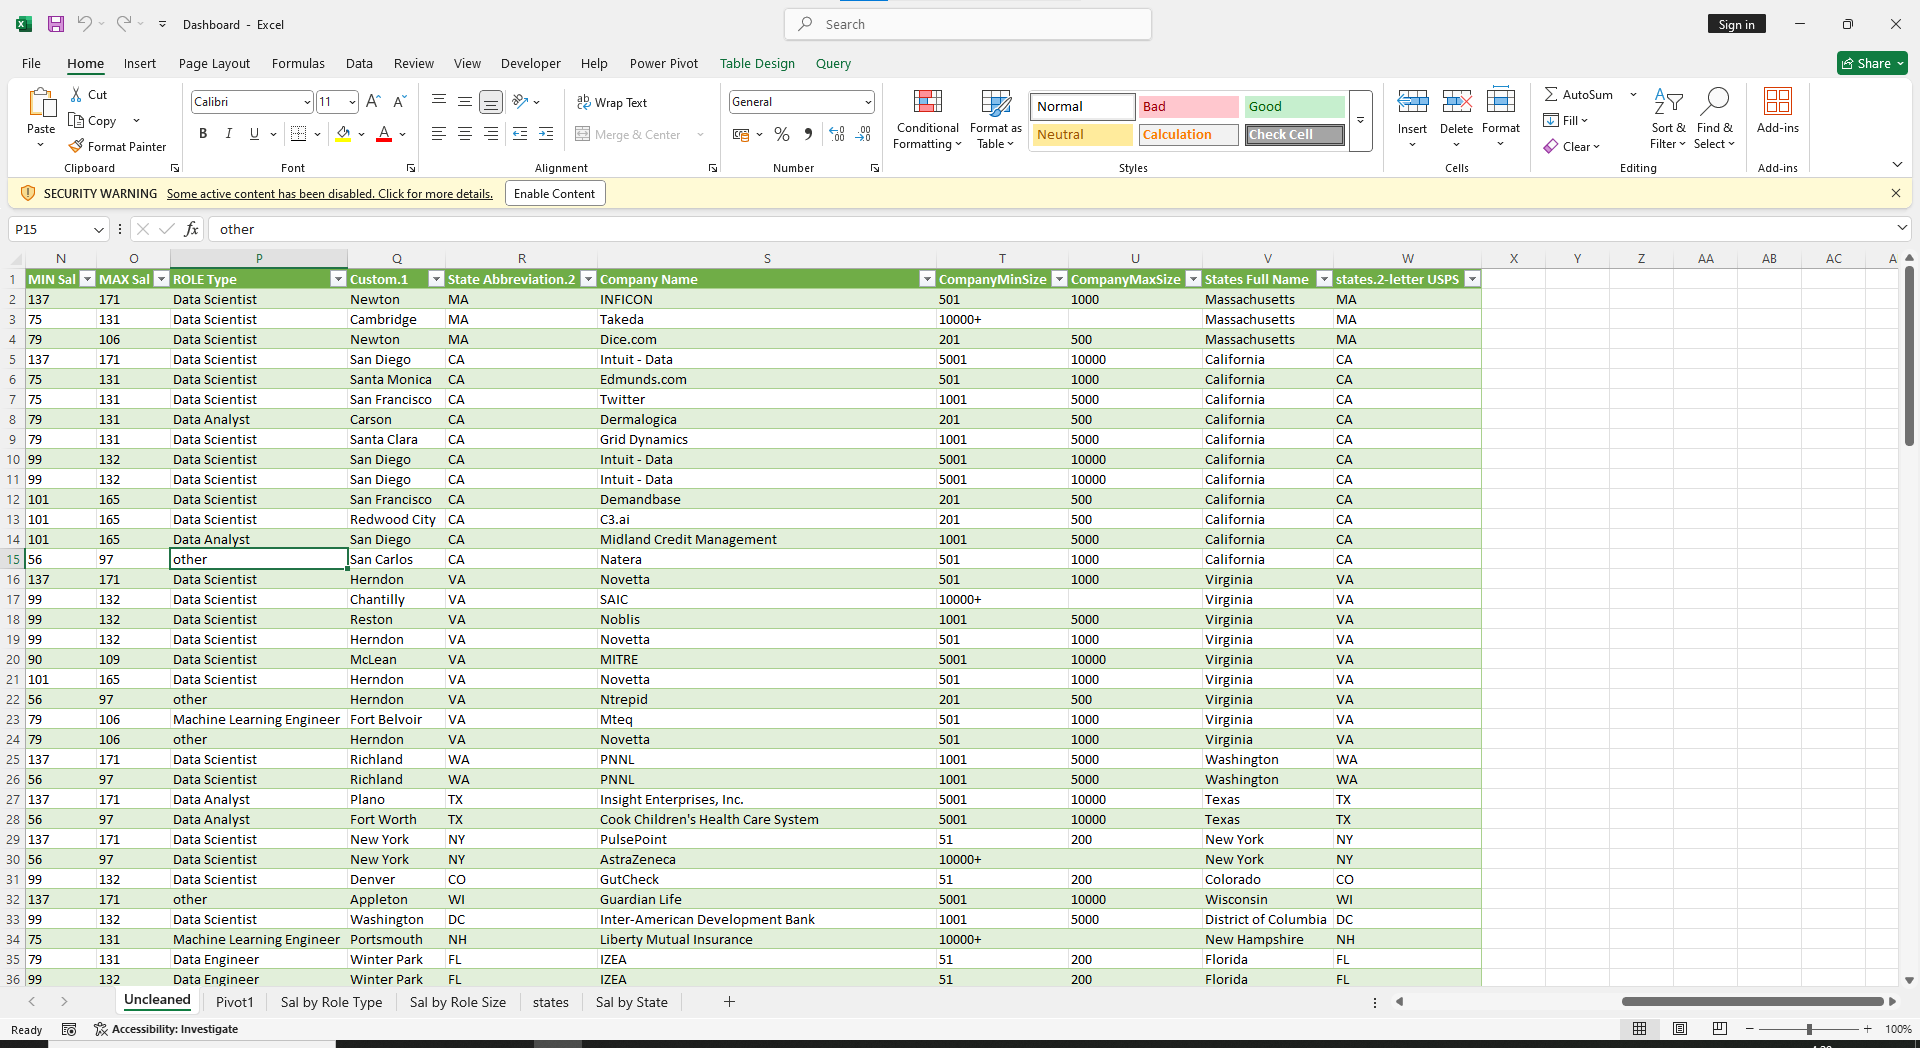 Dashboard - Excel
Search
Sign in
File Home Insert Page Layout Formulas Data Review View Developer Help Power Pivot Table Design Query
Share
Paste
Cut
Copy
Format Painter
Clipboard
Calibri 11
B I U
Font
Wrap Text
Merge & Center
Alignment
General
Number
Conditional Formatting
Format as Table
Normal Bad Good
Neutral Calculation Check Cell
Styles
Insert Delete Format
Cells
AutoSum
Fill
Clear
Sort & Filter
Find & Select
Editing
Add-ins
Add-ins
SECURITY WARNING Some active content has been disabled. Click for more details. Enable Content
P15 fx other
N O P Q R S T U V W X Y Z AA AB AC
1 MIN Sal MAX Sal ROLE Type Custom.1 State Abbreviation.2 Company Name CompanyMinSize CompanyMaxSize States Full Name states.2-letter USPS
2 137 171 Data Scientist Newton MA INFICON 501 1000 Massachusetts MA
3 75 131 Data Scientist Cambridge MA Takeda 10000+ Massachusetts MA
4 79 106 Data Scientist Newton MA Dice.com 201 500 Massachusetts MA
5 137 171 Data Scientist San Diego CA Intuit - Data 5001 10000 California CA
6 75 131 Data Scientist Santa Monica CA Edmunds.com 501 1000 California CA
7 75 131 Data Scientist San Francisco CA Twitter 1001 5000 California CA
8 79 131 Data Analyst Carson CA Dermalogica 201 500 California CA
9 79 131 Data Scientist Santa Clara CA Grid Dynamics 1001 5000 California CA
10 99 132 Data Scientist San Diego CA Intuit - Data 5001 10000 California CA
11 99 132 Data Scientist San Diego CA Intuit - Data 5001 10000 California CA
12 101 165 Data Scientist San Francisco CA Demandbase 201 500 California CA
13 101 165 Data Scientist Redwood City CA C3.ai 201 500 California CA
14 101 165 Data Analyst San Diego CA Midland Credit Management 1001 5000 California CA
15 56 97 other San Carlos CA Natera 501 1000 California CA
16 137 171 Data Scientist Herndon VA Novetta 501 1000 Virginia VA
17 99 132 Data Scientist Chantilly VA SAIC 10000+ Virginia VA
18 99 132 Data Scientist Reston VA Noblis 1001 5000 Virginia VA
19 99 132 Data Scientist Herndon VA Novetta 501 1000 Virginia VA
20 90 109 Data Scientist McLean VA MITRE 5001 10000 Virginia VA
21 101 165 Data Scientist Herndon VA Novetta 501 1000 Virginia VA
22 56 97 other Herndon VA Ntrepid 201 500 Virginia VA
23 79 106 Machine Learning Engineer Fort Belvoir VA Mteq 501 1000 Virginia VA
24 79 106 other Herndon VA Novetta 501 1000 Virginia VA
25 137 171 Data Scientist Richland WA PNNL 1001 5000 Washington WA
26 56 97 Data Scientist Richland WA PNNL 1001 5000 Washington WA
27 137 171 Data Analyst Plano TX Insight Enterprises, Inc. 5001 10000 Texas TX
28 56 97 Data Analyst Fort Worth TX Cook Children's Health Care System 5001 10000 Texas TX
29 137 171 Data Scientist New York NY PulsePoint 51 200 New York NY
30 56 97 Data Scientist New York NY AstraZeneca 10000+ New York NY
31 99 132 Data Scientist Denver CO GutCheck 51 200 Colorado CO
32 137 171 other Appleton WI Guardian Life 5001 10000 Wisconsin WI
33 99 132 Data Scientist Washington DC Inter-American Development Bank 1001 5000 District of Columbia DC
34 75 131 Machine Learning Engineer Portsmouth NH Liberty Mutual Insurance 10000+ New Hampshire NH
35 79 131 Data Engineer Winter Park FL IZEA 51 200 Florida FL
36 99 132 Data Engineer Winter Park FL IZEA 51 200 Florida FL
Uncleaned Pivot1 Sal by Role Type Sal by Role Size states Sal by State
Ready Accessibility: Investigate 100%